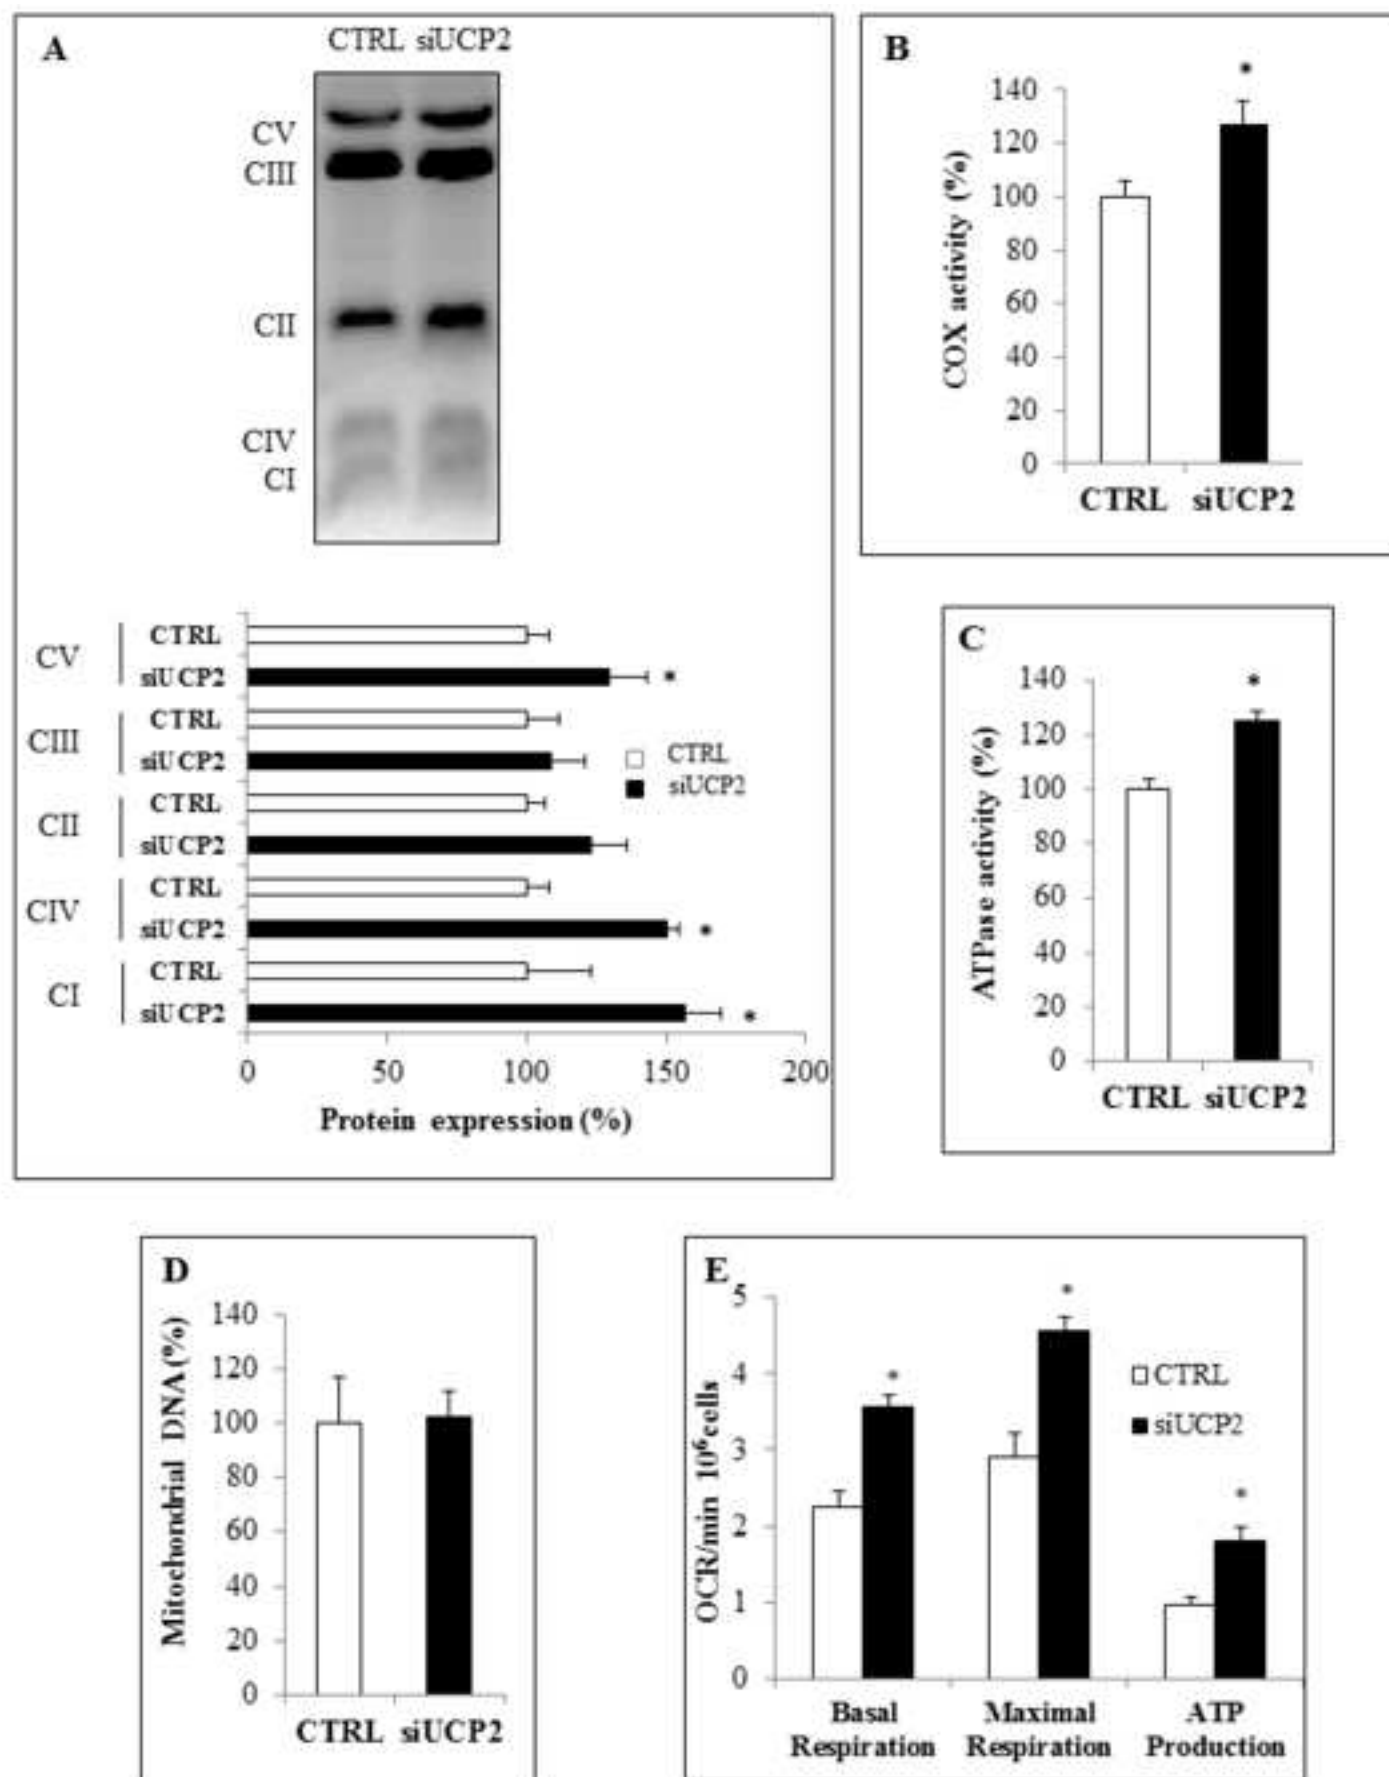 A
CTRL siUCP2
CV
CIII
CII
CIV
CI
CV
CTRL
siUCP2 *
CIII
CTRL
siUCP2
CII
CTRL
siUCP2
CIV
CTRL
siUCP2 *
CI
CTRL
siUCP2 *
CTRL
siUCP2
0 50 100 150 200
Protein expression (%)
B
COX activity (%)
140
120
100
80
60
40
20
0
*
CTRL siUCP2
C
ATPase activity (%)
140
120
100
80
60
40
20
0
*
CTRL siUCP2
D
Mitochondrial DNA (%)
140
120
100
80
60
40
20
0
CTRL siUCP2
E
OCR/min 10⁶cells
5
4
3
2
1
0
* * *
CTRL
siUCP2
Basal Respiration
Maximal Respiration
ATP Production